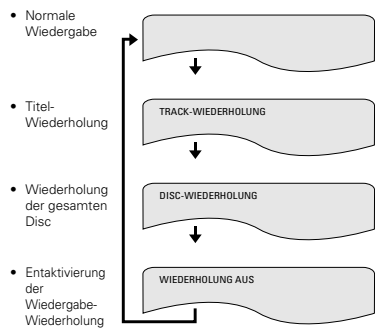 • Normale
Wiedergabe
• Titel-
Wiederholung
TRACK-WIEDERHOLUNG
• Wiederholung
der gesamten
Disc
DISC-WIEDERHOLUNG
• Entaktivierung
der
Wiedergabe-
Wiederholung
WIEDERHOLUNG AUS